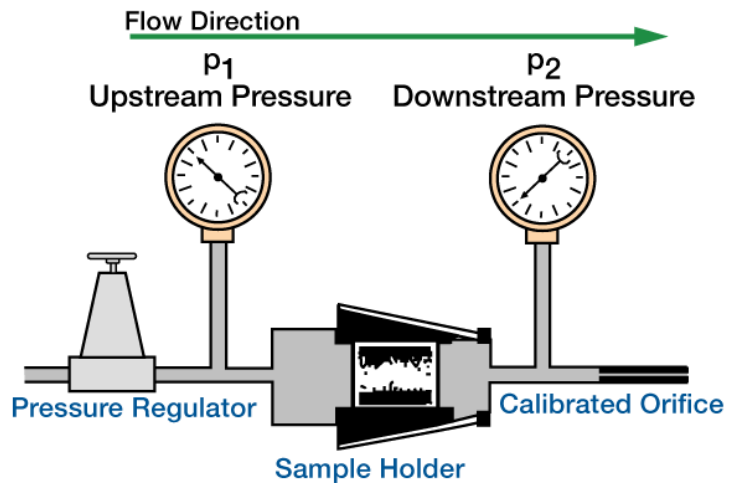 Flow Direction
p1
Upstream Pressure
p2
Downstream Pressure
Pressure Regulator
Calibrated Orifice
Sample Holder